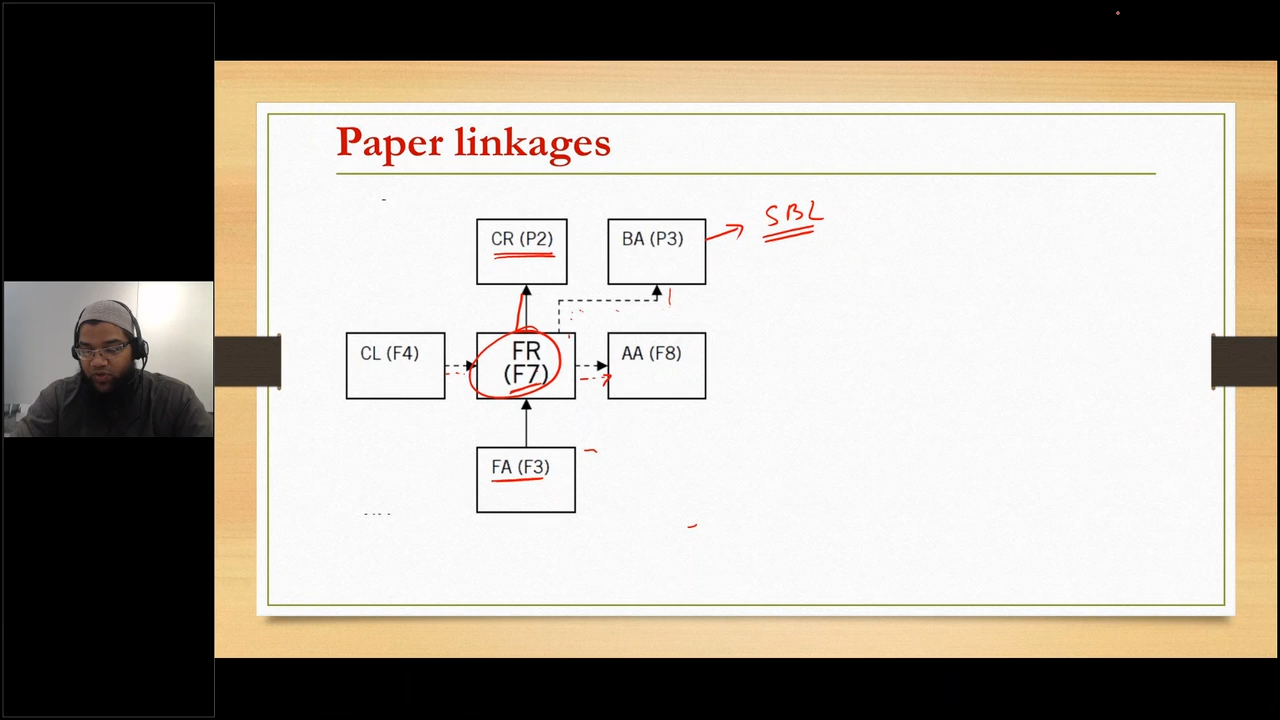 Paper linkages
SBL
CR (P2)
BA (P3)
CL (F4)
FR
(F7)
AA (F8)
FA (F3)